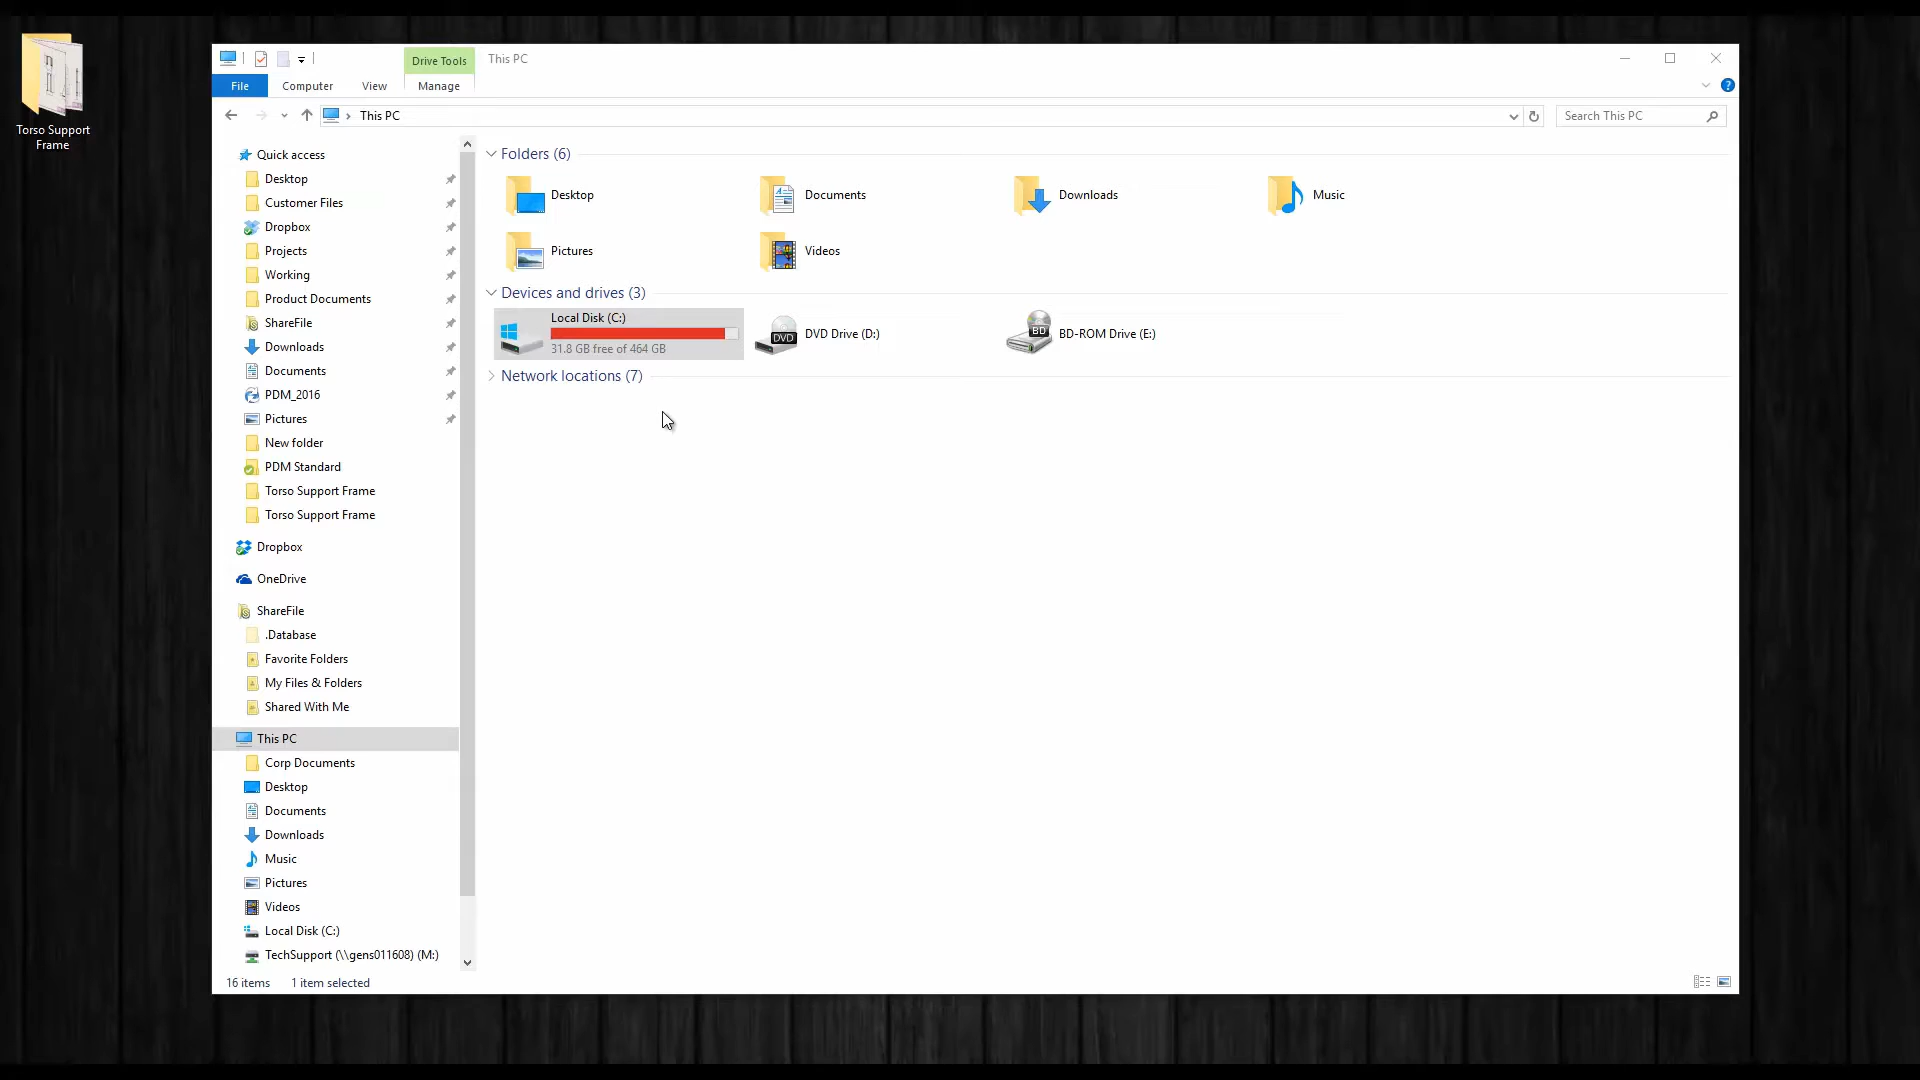 Torso Support
Frame
Drive Tools
This PC
File
Computer
View
Manage
This PC
Search This PC
Quick access
Desktop
Customer Files
Dropbox
Projects
Working
Product Documents
ShareFile
Downloads
Documents
PDM_2016
Pictures
New folder
PDM Standard
Torso Support Frame
Torso Support Frame
Dropbox
OneDrive
ShareFile
.Database
Favorite Folders
My Files & Folders
Shared With Me
This PC
Corp Documents
Desktop
Documents
Downloads
Music
Pictures
Videos
Local Disk (C:)
TechSupport (\\gens011608) (M:)
Folders (6)
Desktop
Documents
Downloads
Music
Pictures
Videos
Devices and drives (3)
Local Disk (C:)
31.8 GB free of 464 GB
DVD
DVD Drive (D:)
BD
BD-ROM Drive (E:)
Network locations (7)
16 items
1 item selected